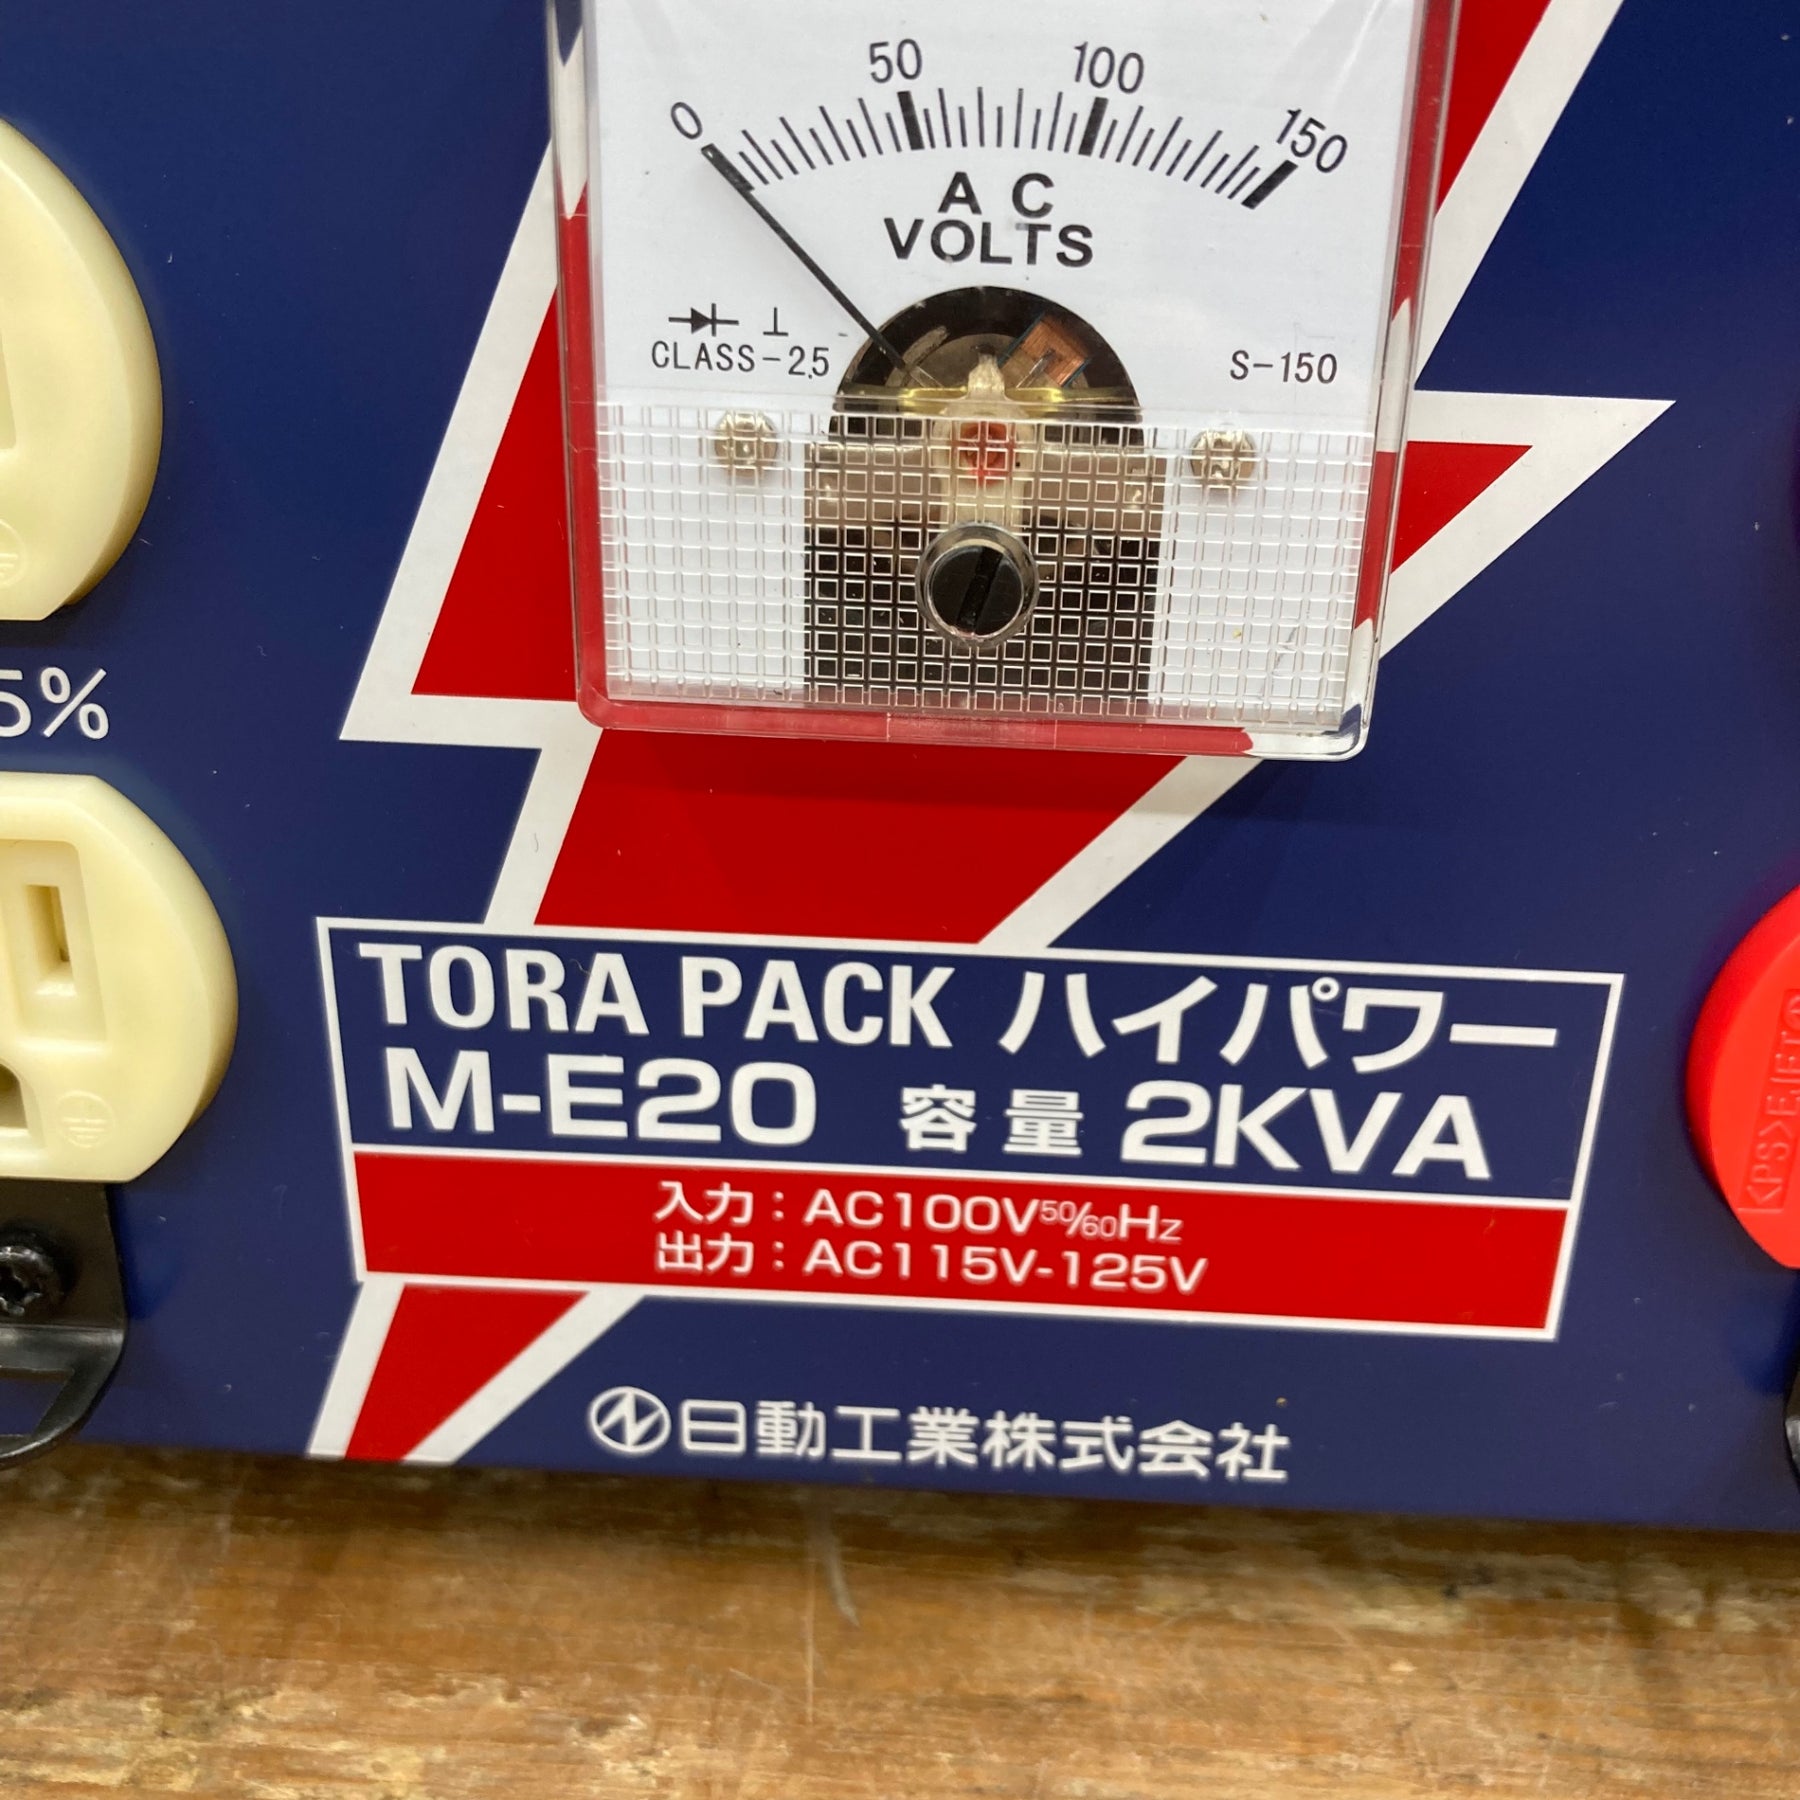 0 50 100 150
A C
VOLTS
CLASS-2.5
S-150
5%
TORA PACK ハイパワー
M-E20 容量 2KVA
入力:AC100V50/60Hz
出力:AC115V-125V
日動工業株式会社